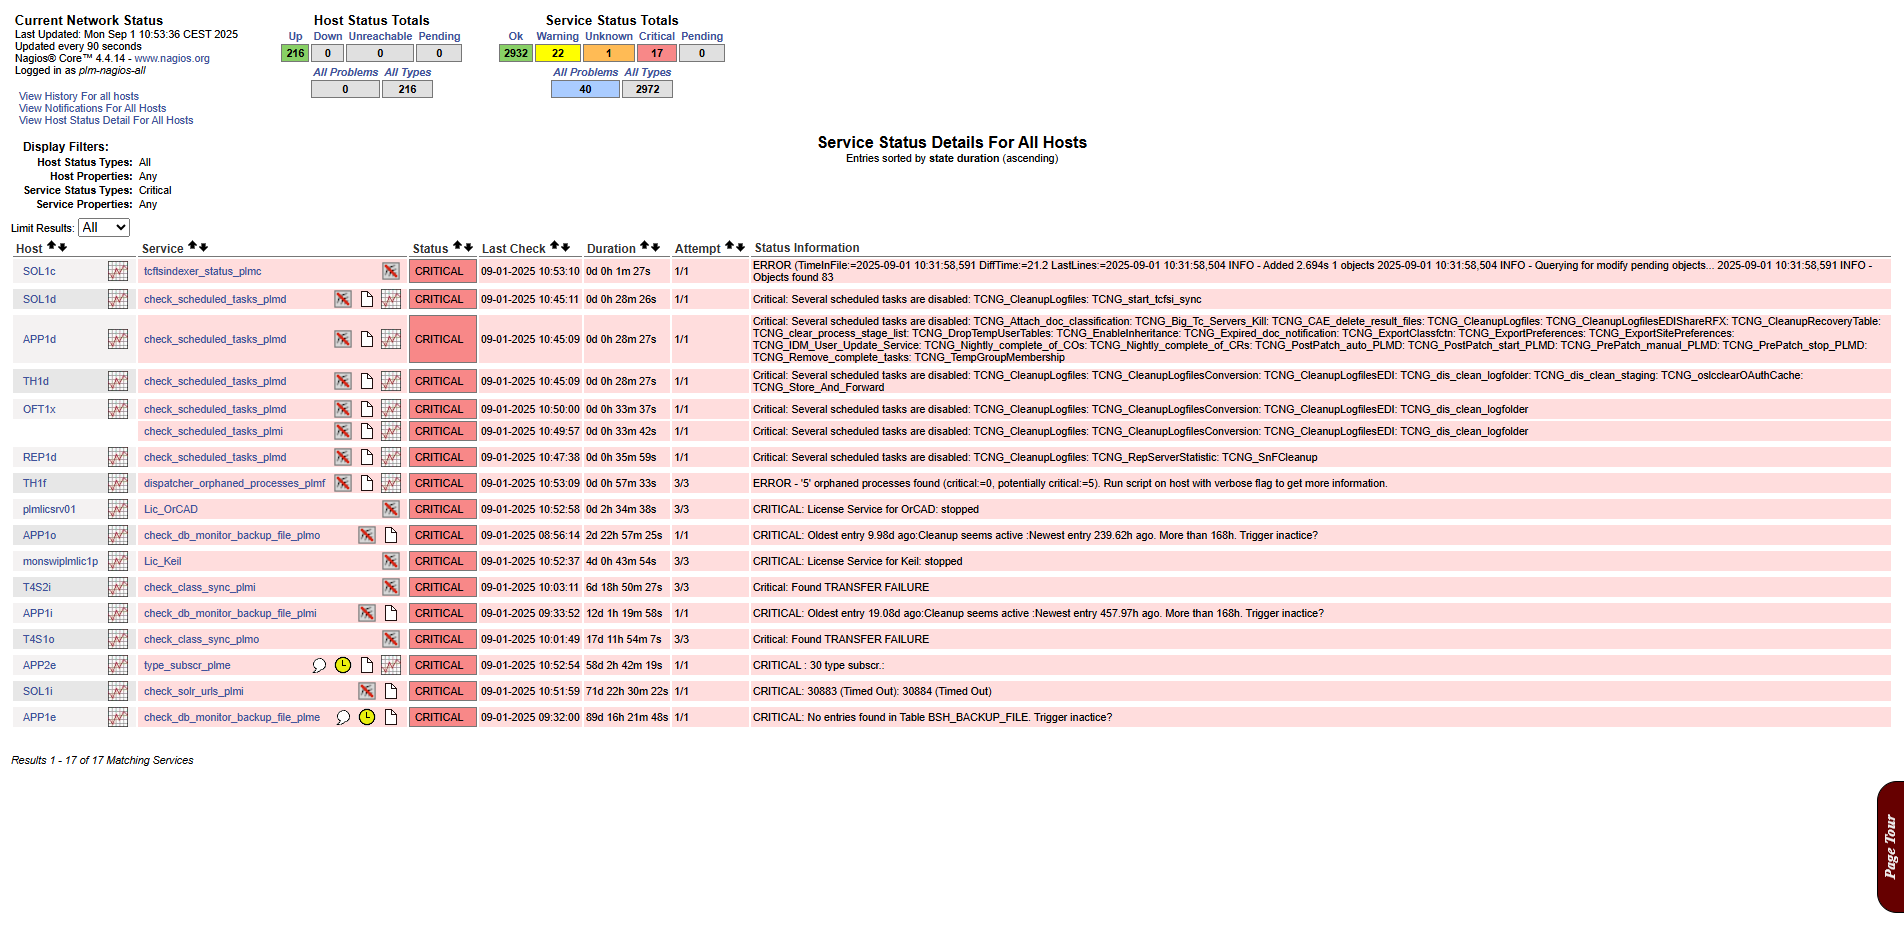 Current Network Status
Last Updated: Mon Sep 1 10:53:36 CEST 2025
Updated every 90 seconds
Nagios® Core™ 4.4.14 - www.nagios.org
Logged in as plm-nagios-all
View History For all hosts
View Notifications For All Hosts
View Host Status Detail For All Hosts
Host Status Totals
Up Down Unreachable Pending
216 0 0 0
All Problems All Types
0 216
Service Status Totals
Ok Warning Unknown Critical Pending
2932 22 1 17 0
All Problems All Types
40 2972
Display Filters:
Host Status Types: All
Host Properties: Any
Service Status Types: Critical
Service Properties: Any
Service Status Details For All Hosts
Entries sorted by state duration (ascending)
Limit Results: All
Host Service Status Last Check Duration Attempt Status Information
SOL1c tcftsindexer_status_plmc CRITICAL 09-01-2025 10:53:10 0d 0h 1m 27s 1/1 ERROR (TimeInFile:=2025-09-01 10:31:58,591 DiffTime:=21.2 LastLines:=2025-09-01 10:31:58,504 INFO - Added 2.694s 1 objects 2025-09-01 10:31:58,504 INFO - Querying for modify pending objects... 2025-09-01 10:31:58,591 INFO -
Objects found 83
SOL1d check_scheduled_tasks_plmd CRITICAL 09-01-2025 10:45:11 0d 0h 28m 26s 1/1 Critical: Several scheduled tasks are disabled: TCNG_CleanupLogfiles: TCNG_start_tcfsi_sync
APP1d check_scheduled_tasks_plmd CRITICAL 09-01-2025 10:45:09 0d 0h 28m 27s 1/1 Critical: Several scheduled tasks are disabled: TCNG_Attach_doc_classification: TCNG_Big_Tc_Servers_Kill: TCNG_CAE_delete_result_files: TCNG_CleanupLogfiles: TCNG_CleanupLogfilesEDIShareRFX: TCNG_CleanupRecoveryTable:
TCNG_clear_process_stage_list: TCNG_DropTempUserTables: TCNG_EnableInheritance: TCNG_Expired_doc_notification: TCNG_ExportClassfctn: TCNG_ExportPreferences: TCNG_ExportSitePreferences:
TCNG_IDM_User_Update_Service: TCNG_Nightly_complete_of_COs: TCNG_Nightly_complete_of_CRs: TCNG_PostPatch_auto_PLMD: TCNG_PostPatch_start_PLMD: TCNG_PrePatch_manual_PLMD: TCNG_PrePatch_stop_PLMD:
TCNG_Remove_complete_tasks: TCNG_TempGroupMembership
TH1d check_scheduled_tasks_plmd CRITICAL 09-01-2025 10:45:09 0d 0h 28m 27s 1/1 Critical: Several scheduled tasks are disabled: TCNG_CleanupLogfiles: TCNG_CleanupLogfilesConversion: TCNG_CleanupLogfilesEDI: TCNG_dis_clean_logfolder: TCNG_dis_clean_staging: TCNG_oslcclearOAuthCache:
TCNG_Store_And_Forward
OFT1x check_scheduled_tasks_plmd CRITICAL 09-01-2025 10:50:00 0d 0h 33m 37s 1/1 Critical: Several scheduled tasks are disabled: TCNG_CleanupLogfiles: TCNG_CleanupLogfilesConversion: TCNG_CleanupLogfilesEDI: TCNG_dis_clean_logfolder
check_scheduled_tasks_plmi CRITICAL 09-01-2025 10:49:57 0d 0h 33m 42s 1/1 Critical: Several scheduled tasks are disabled: TCNG_CleanupLogfiles: TCNG_CleanupLogfilesConversion: TCNG_CleanupLogfilesEDI: TCNG_dis_clean_logfolder
REP1d check_scheduled_tasks_plmd CRITICAL 09-01-2025 10:47:38 0d 0h 35m 59s 1/1 Critical: Several scheduled tasks are disabled: TCNG_CleanupLogfiles: TCNG_RepServerStatistic: TCNG_SnFCleanup
TH1f dispatcher_orphaned_processes_plmf CRITICAL 09-01-2025 10:53:09 0d 0h 57m 33s 3/3 ERROR - '5' orphaned processes found (critical:=0, potentially critical:=5). Run script on host with verbose flag to get more information.
plmlicsrv01 Lic_OrCAD CRITICAL 09-01-2025 10:52:58 0d 2h 34m 38s 3/3 CRITICAL: License Service for OrCAD: stopped
APP1o check_db_monitor_backup_file_plmo CRITICAL 09-01-2025 08:56:14 2d 22h 57m 25s 1/1 CRITICAL: Oldest entry 9.98d ago:Cleanup seems active :Newest entry 239.62h ago. More than 168h. Trigger inactice?
monswiplmlic1p Lic_Keil CRITICAL 09-01-2025 10:52:37 4d 0h 43m 54s 3/3 CRITICAL: License Service for Keil: stopped
T4S2i check_class_sync_plmi CRITICAL 09-01-2025 10:03:11 6d 18h 50m 27s 3/3 Critical: Found TRANSFER FAILURE
APP1i check_db_monitor_backup_file_plmi CRITICAL 09-01-2025 09:33:52 12d 1h 19m 58s 1/1 CRITICAL: Oldest entry 19.08d ago:Cleanup seems active :Newest entry 457.97h ago. More than 168h. Trigger inactice?
T4S1o check_class_sync_plmo CRITICAL 09-01-2025 10:01:49 17d 11h 54m 7s 3/3 Critical: Found TRANSFER FAILURE
APP2e type_subscr_plme CRITICAL 09-01-2025 10:52:54 58d 2h 42m 19s 1/1 CRITICAL : 30 type subscr.:
SOL1i check_solr_urls_plmi CRITICAL 09-01-2025 10:51:59 71d 22h 30m 22s 1/1 CRITICAL: 30883 (Timed Out): 30884 (Timed Out)
APP1e check_db_monitor_backup_file_plme CRITICAL 09-01-2025 09:32:00 89d 16h 21m 48s 1/1 CRITICAL: No entries found in Table BSH_BACKUP_FILE. Trigger inactice?
Results 1 - 17 of 17 Matching Services
Page Tour